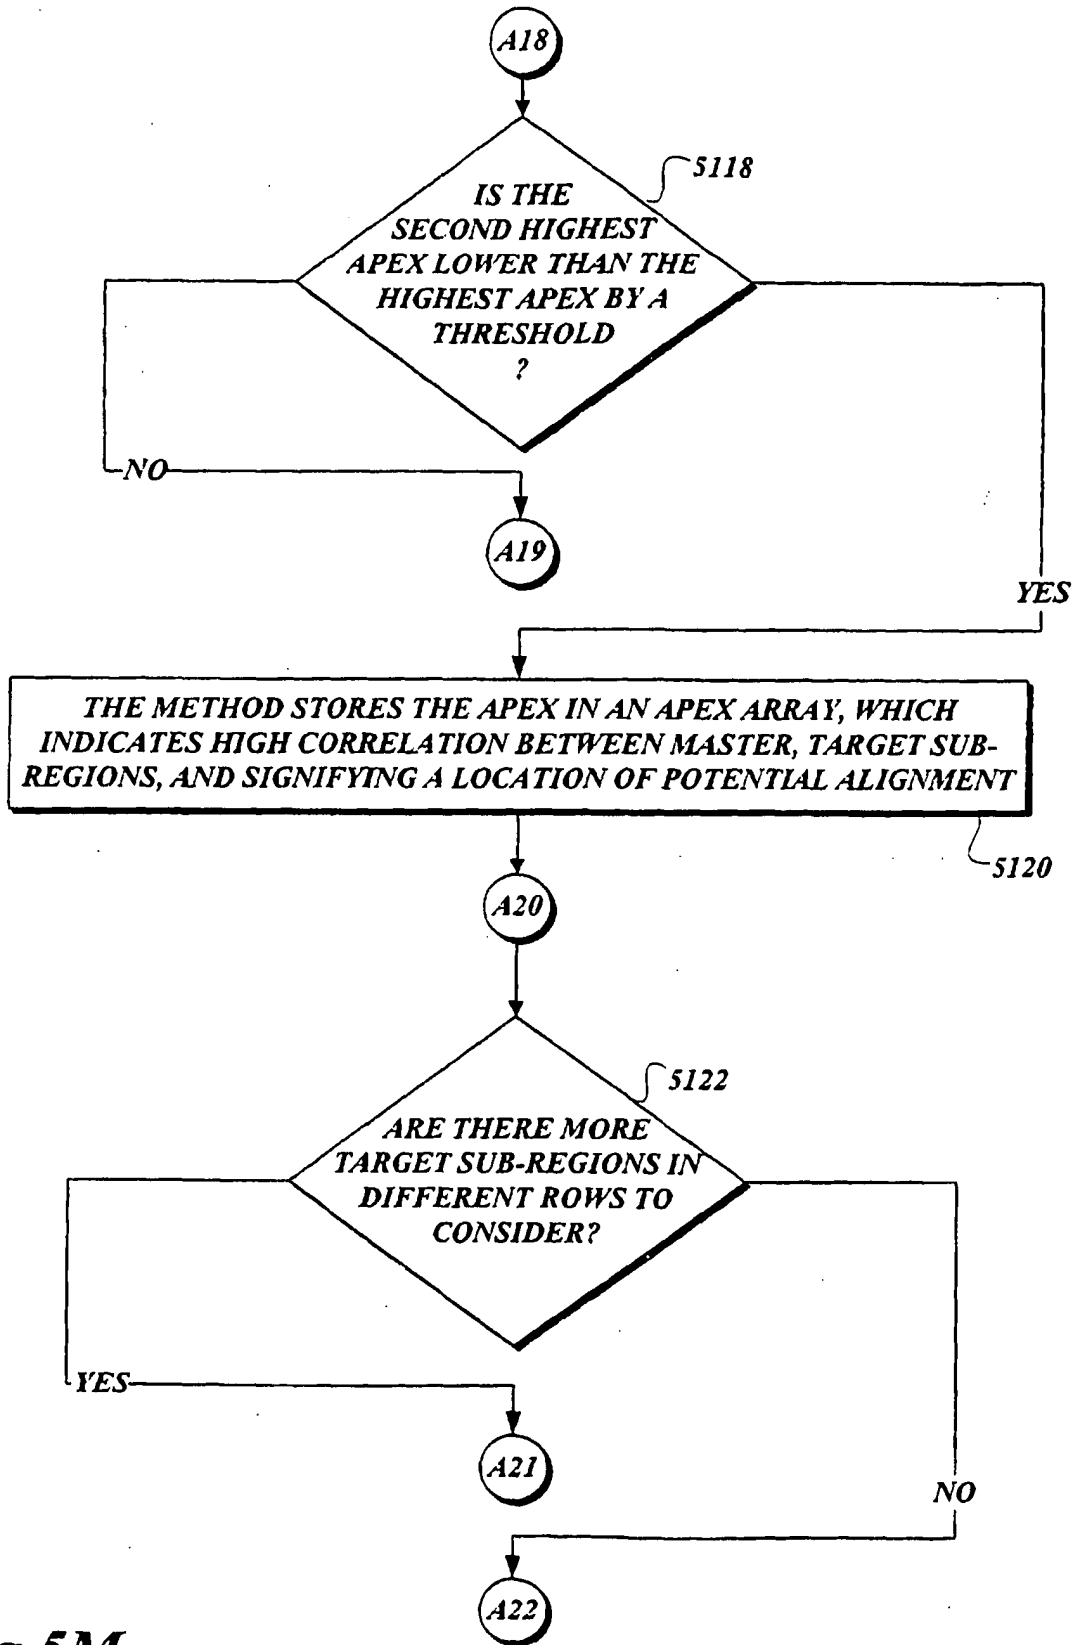 A18
5118
IS THE
SECOND HIGHEST
APEX LOWER THAN THE
HIGHEST APEX BY A
THRESHOLD
?
NO
A19
YES
THE METHOD STORES THE APEX IN AN APEX ARRAY, WHICH
INDICATES HIGH CORRELATION BETWEEN MASTER, TARGET SUB-
REGIONS, AND SIGNIFYING A LOCATION OF POTENTIAL ALIGNMENT
5120
A20
5122
ARE THERE MORE
TARGET SUB-REGIONS IN
DIFFERENT ROWS TO
CONSIDER?
YES
A21
NO
A22
5M